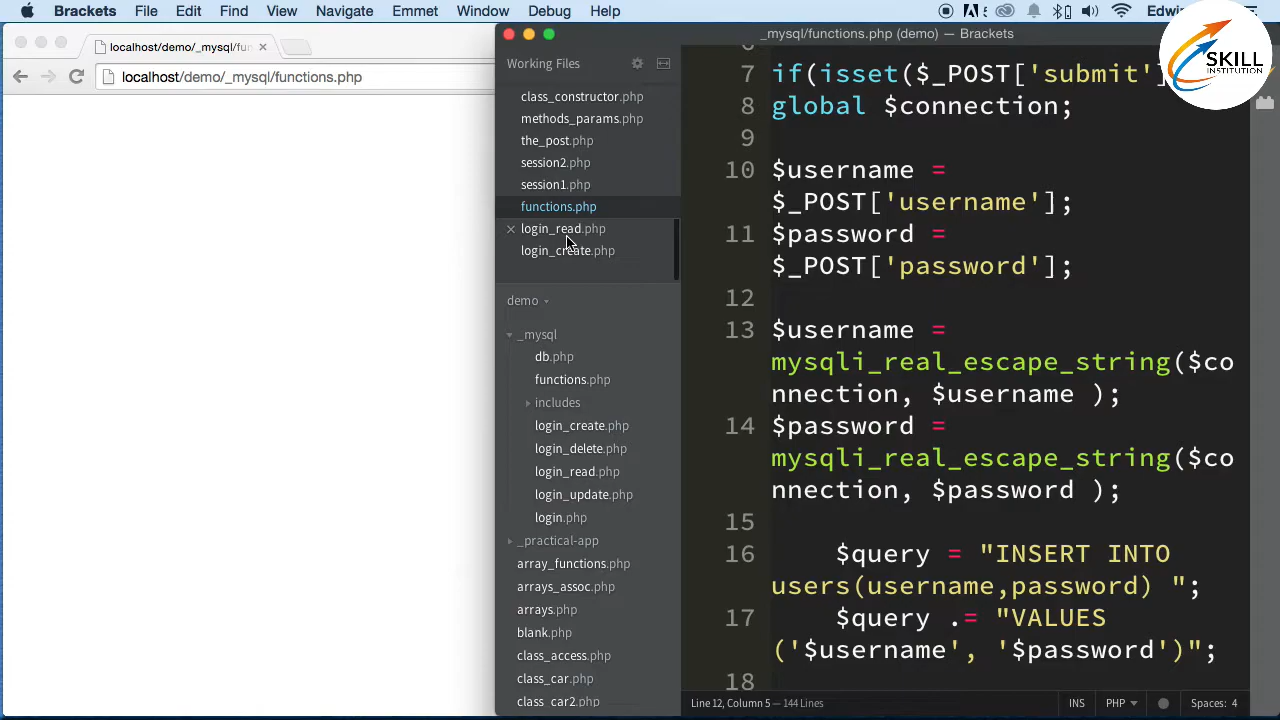 Brackets File Edit Find View Navigate Emmet Window Debug Help
localhost/demo/_mysql/fun
localhost/demo/_mysql/functions.php
_mysql/functions.php (demo) — Brackets
SKILL
INSTITUTION
Working Files
class_constructor.php
methods_params.php
the_post.php
session2.php
session1.php
functions.php
login_read.php
login_create.php
demo
_mysql
db.php
functions.php
includes
login_create.php
login_delete.php
login_read.php
login_update.php
login.php
_practical-app
array_functions.php
arrays_assoc.php
arrays.php
blank.php
class_access.php
class_car.php
class_car2.php
7 if(isset($_POST['submit']
8 global $connection;
9
10 $username =
$_POST['username'];
11 $password =
$_POST['password'];
12
13 $username =
mysqli_real_escape_string($co
nnection, $username );
14 $password =
mysqli_real_escape_string($co
nnection, $password );
15
16 $query = "INSERT INTO
users(username,password) ";
17 $query .= "VALUES
('$username', '$password')";
18
Line 12, Column 5 — 144 Lines
INS PHP Spaces: 4